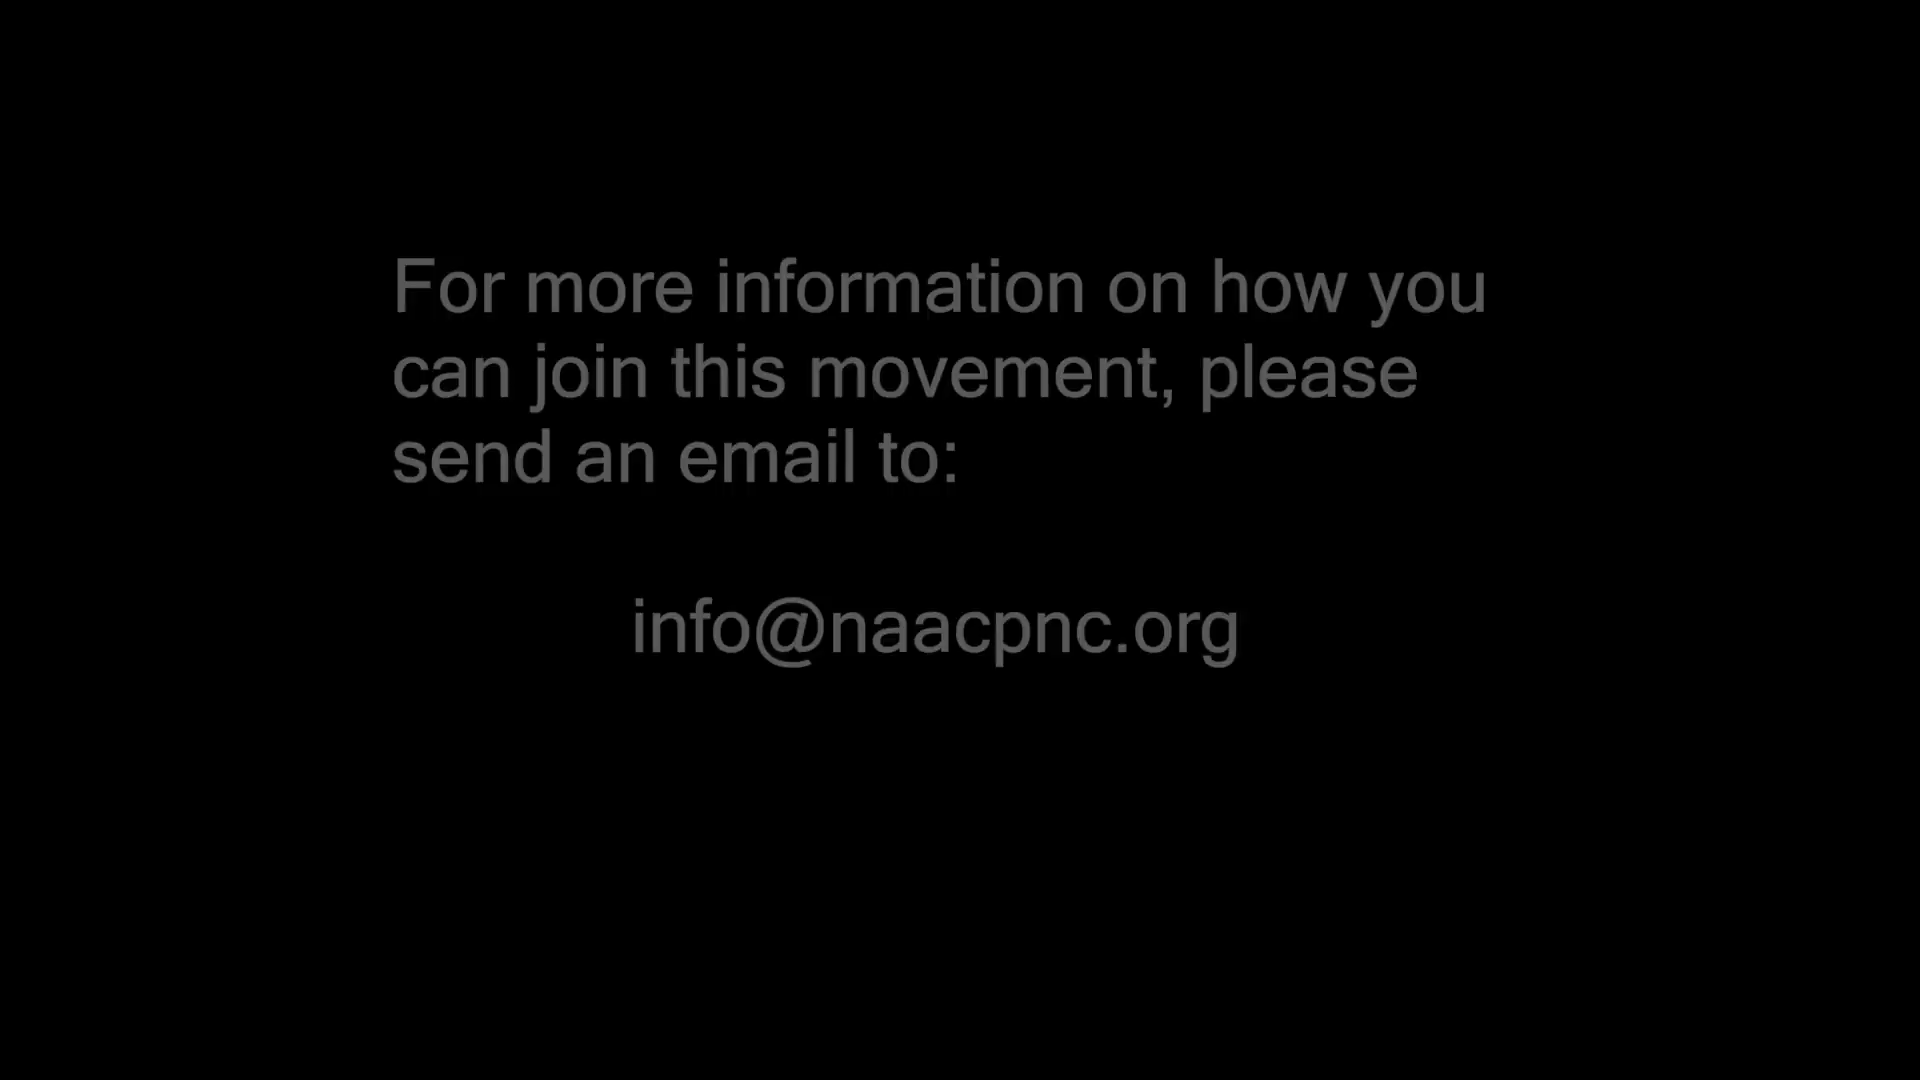 For more information on how you
can join this movement, please
send an email to:
info@naacpnc.org